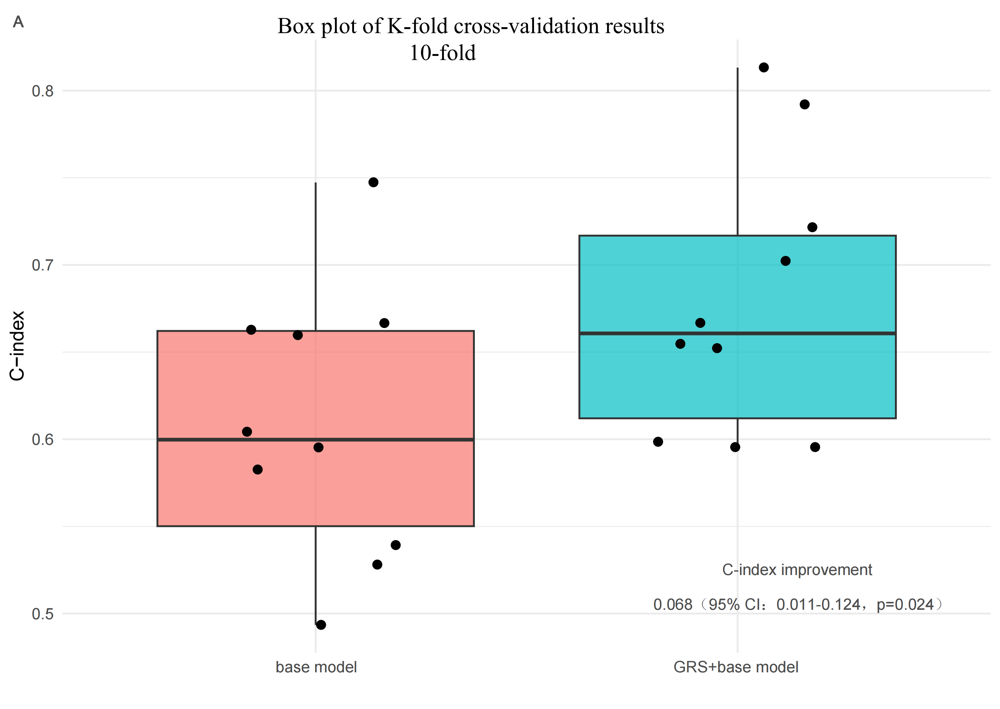 A
Box plot of K-fold cross-validation results
10-fold
0.8
0.7
0.6
0.5
C−index
C-index improvement
0.068（95% CI：0.011-0.124，p=0.024）
base model
GRS+base model